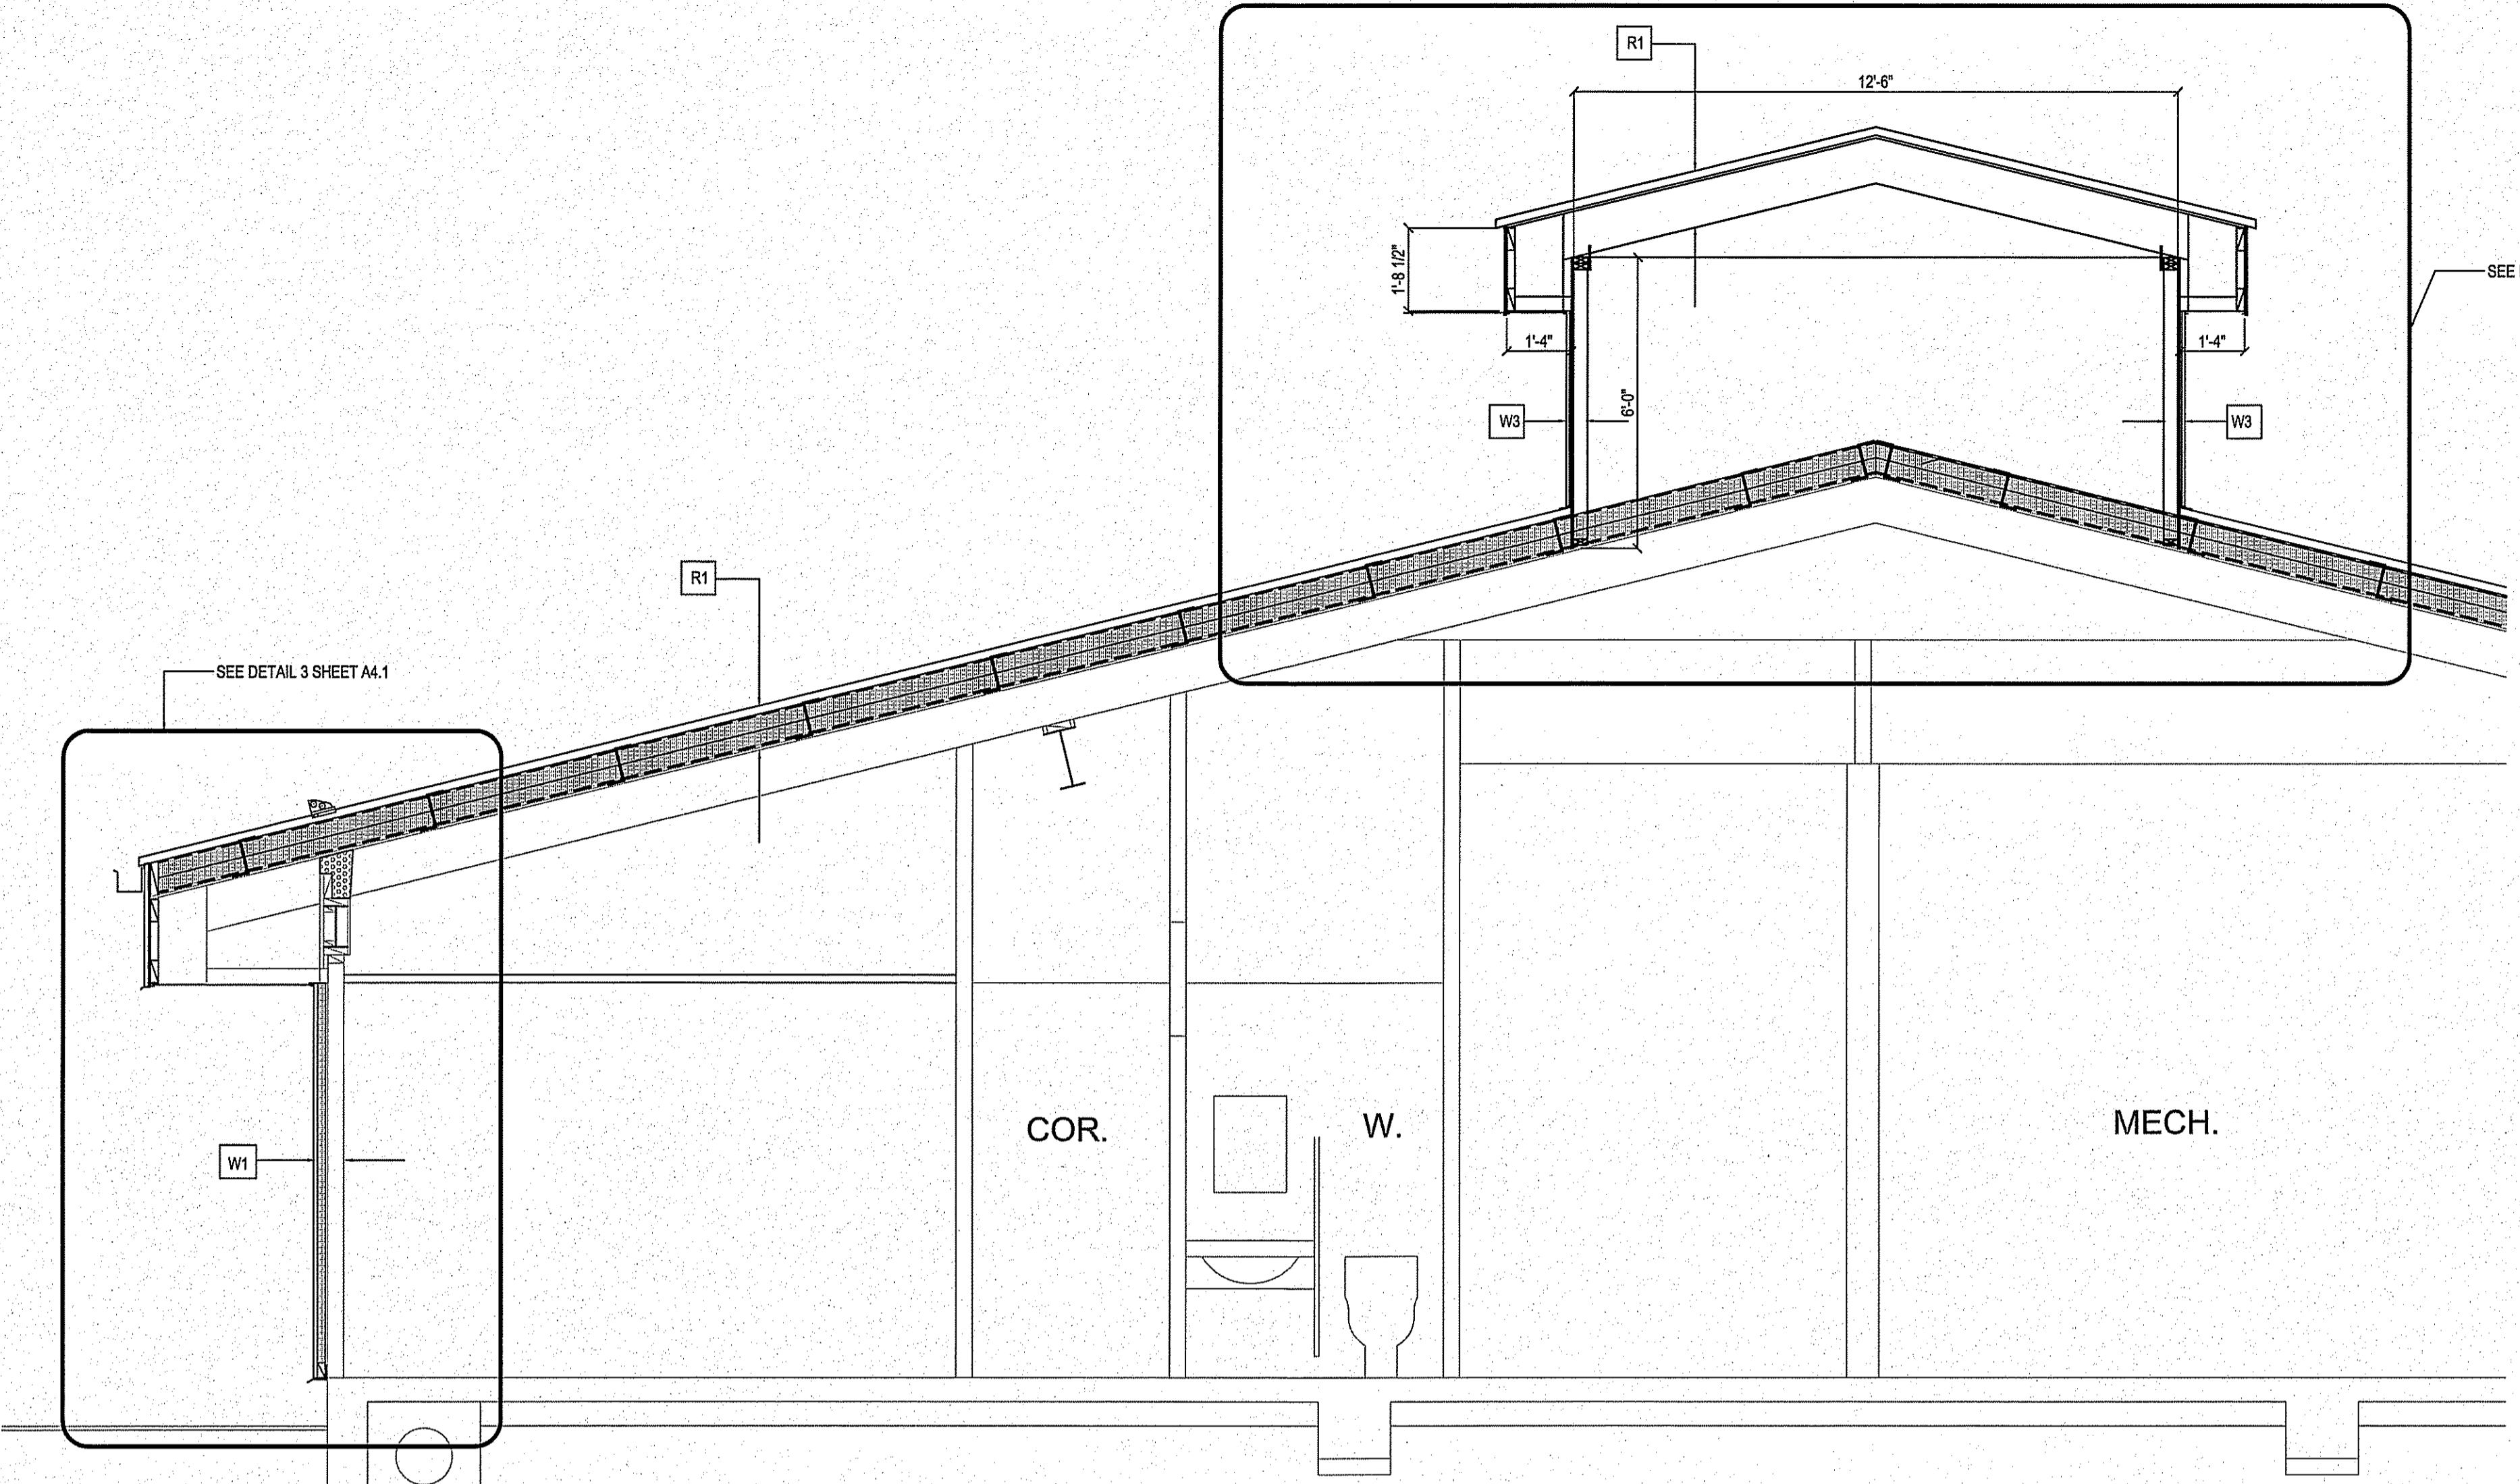 R1
12'-6"
1'-8 1/2"
SEE
1'-4"
1'-4"
6'-0"
W3
W3
R1
SEE DETAIL 3 SHEET A4.1
COR.
W.
MECH.
W1